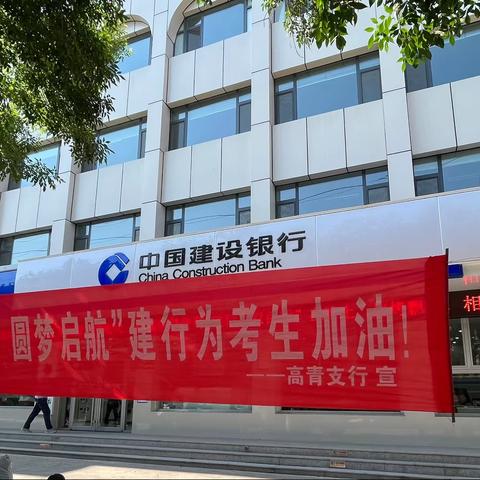 中国建设银行
China Construction Bank
圆梦启航”建行为考生加油！
——高青支行 宣
相